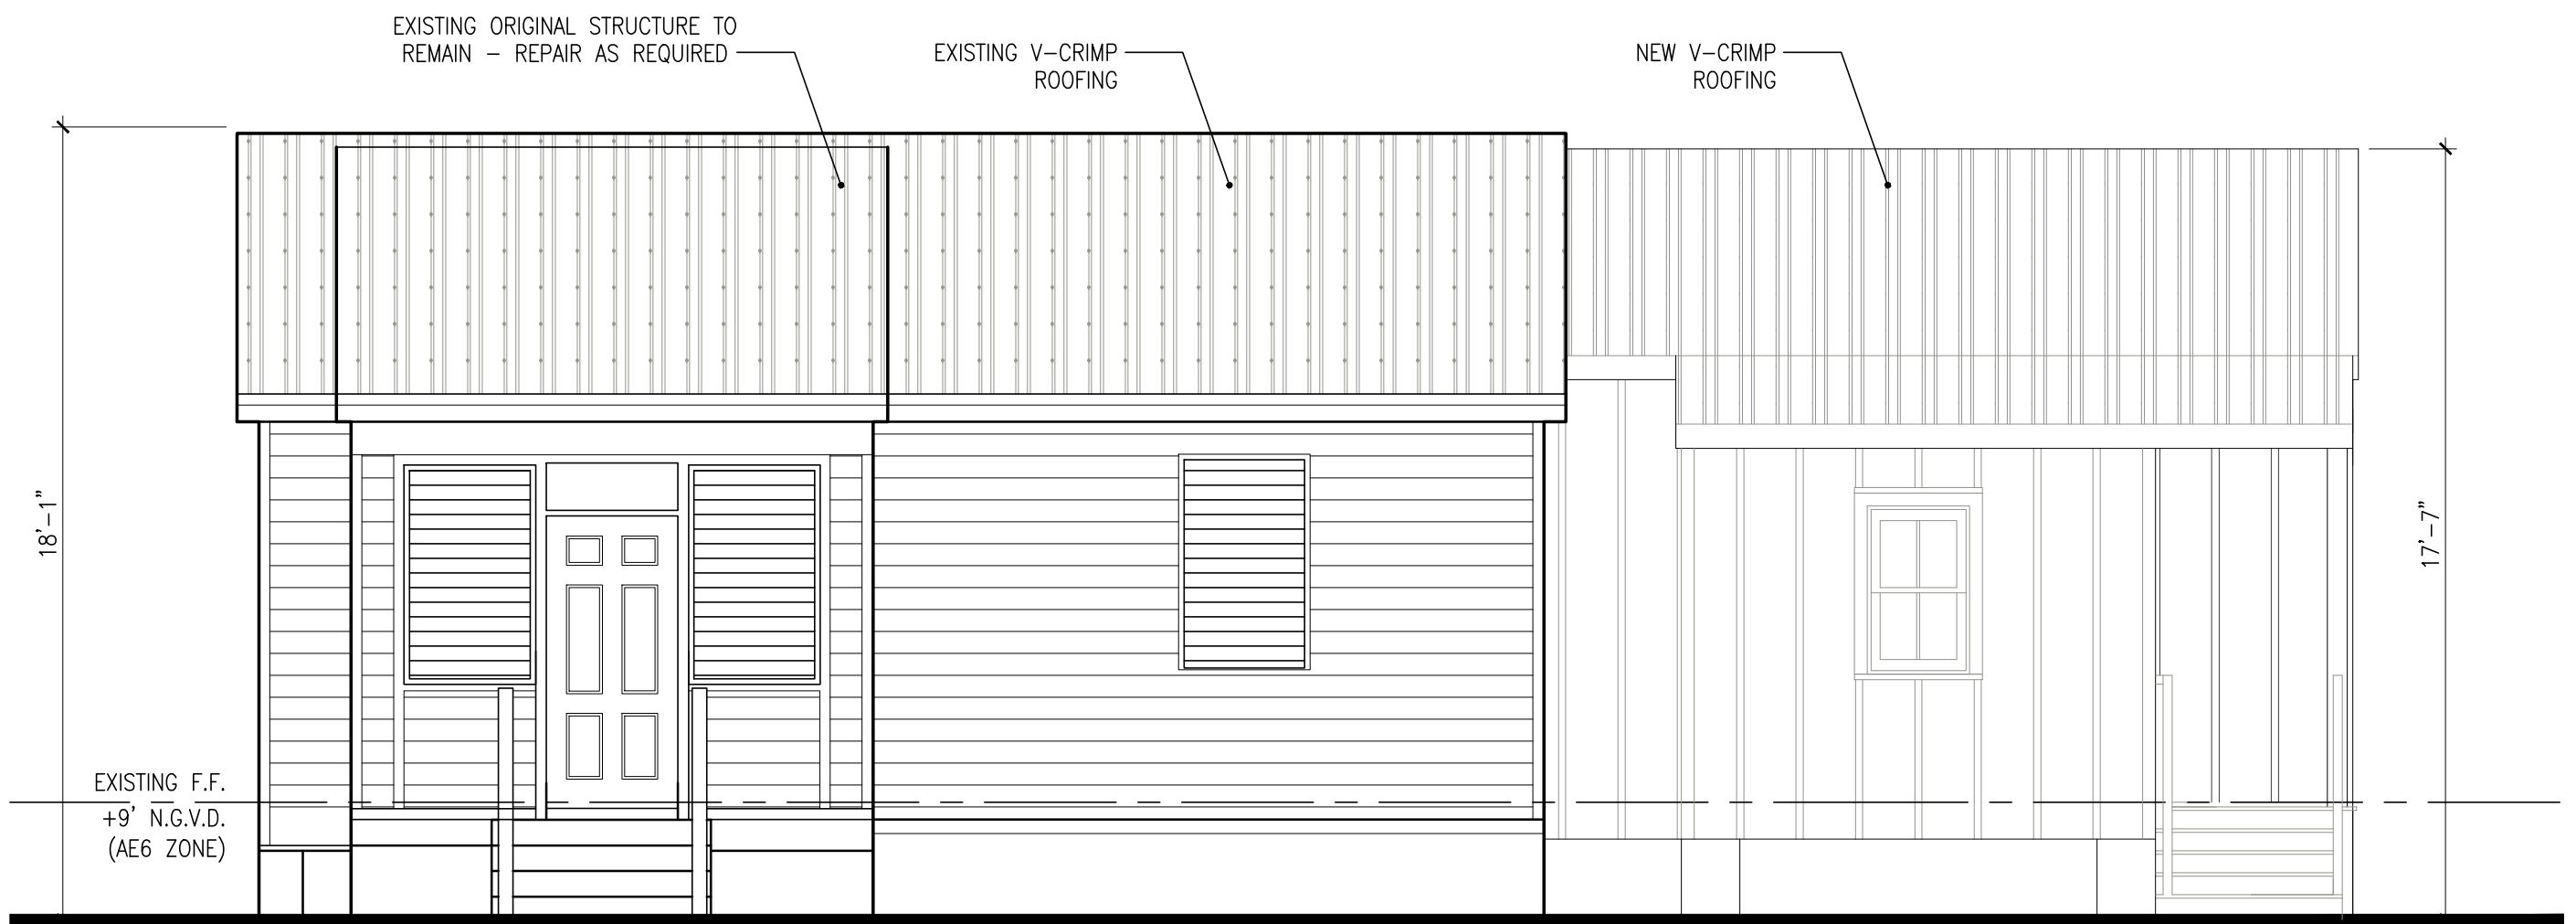 EXISTING ORIGINAL STRUCTURE TO
REMAIN – REPAIR AS REQUIRED
EXISTING V–CRIMP
ROOFING
NEW V–CRIMP
ROOFING
18'–1"
17'–7"
EXISTING F.F.
+9' N.G.V.D.
(AE6 ZONE)